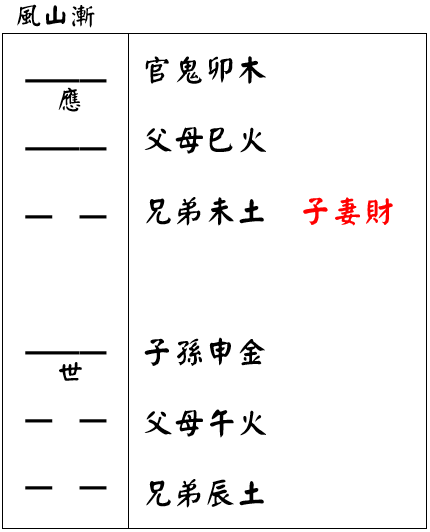 風山漸
官鬼卯木
應
父母巳火
兄弟未土 子妻財
子孫申金
世
父母午火
兄弟辰土